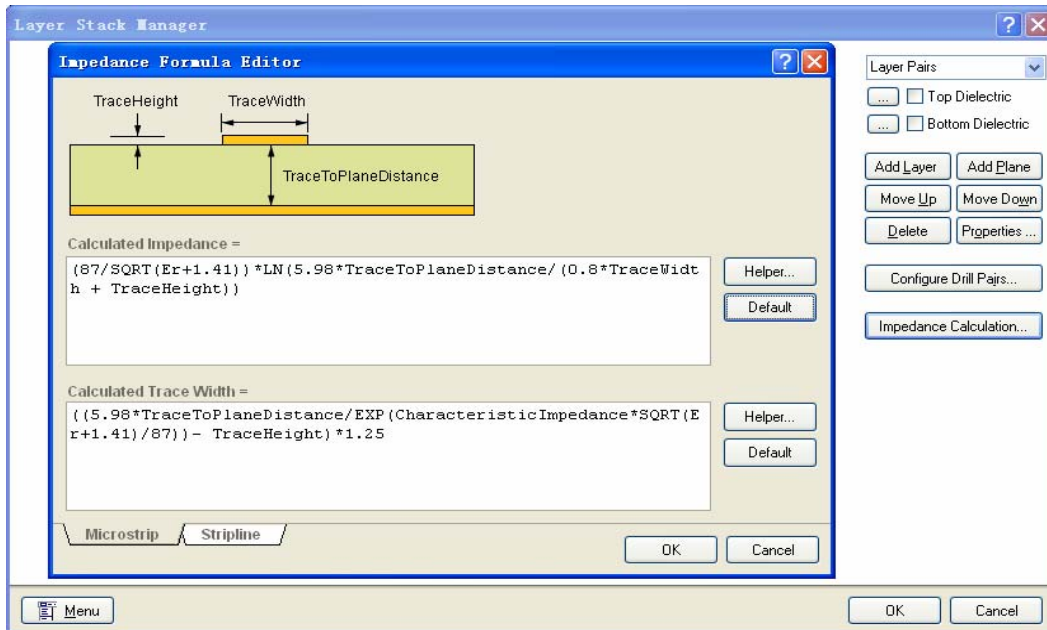 Layer Stack Manager
Impedance Formula Editor
TraceHeight
TraceWidth
TraceToPlaneDistance
Calculated Impedance =
(87/SQRT(Er+1.41))*LN(5.98*TraceToPlaneDistance/(0.8*TraceWidt
h + TraceHeight))
Helper...
Default
Calculated Trace Width =
((5.98*TraceToPlaneDistance/EXP(CharacteristicImpedance*SQRT(E
r+1.41)/87))- TraceHeight)*1.25
Helper...
Default
Microstrip
Stripline
OK
Cancel
Layer Pairs
... Top Dielectric
... Bottom Dielectric
Add Layer
Add Plane
Move Up
Move Down
Delete
Properties ...
Configure Drill Pairs...
Impedance Calculation...
Menu
OK
Cancel